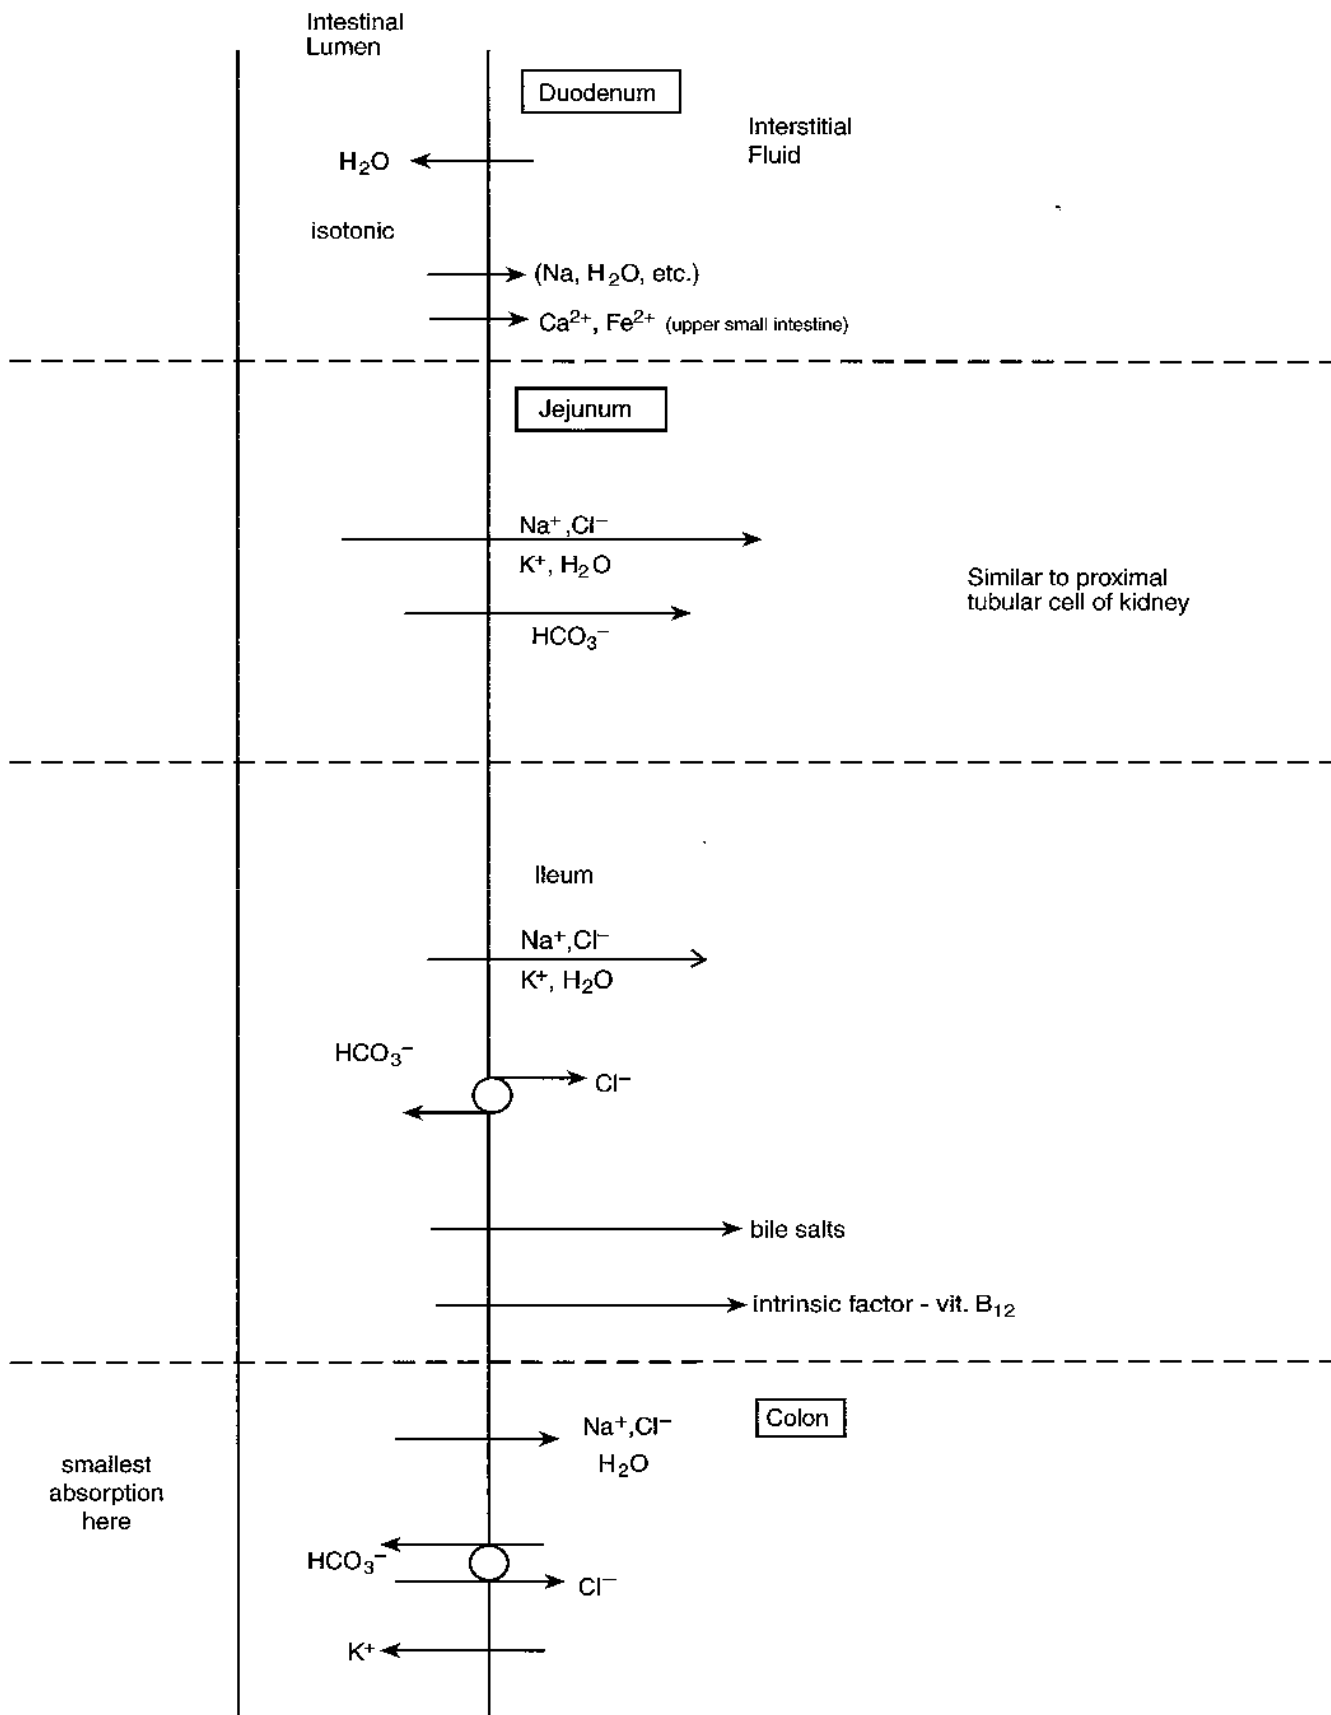 Intestinal
Lumen
Duodenum
Interstitial
Fluid
H₂O
isotonic
(Na, H₂O, etc.)
Ca²⁺, Fe²⁺ (upper small intestine)
Jejunum
Na⁺,Cl⁻
K⁺, H₂O
HCO₃⁻
Similar to proximal
tubular cell of kidney
Ileum
Na⁺,Cl⁻
K⁺, H₂O
HCO₃⁻
Cl⁻
bile salts
intrinsic factor - vit. B₁₂
Colon
Na⁺,Cl⁻
H₂O
smallest
absorption
here
HCO₃⁻
Cl⁻
K⁺